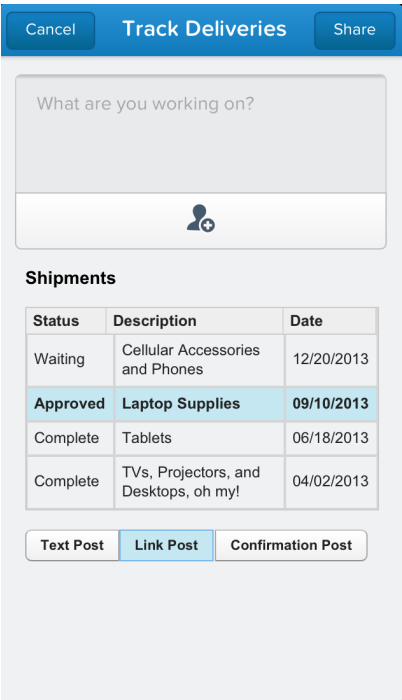 Cancel Track Deliveries Share
What are you working on?
Shipments
Status Description Date
Waiting Cellular Accessories and Phones 12/20/2013
Approved Laptop Supplies 09/10/2013
Complete Tablets 06/18/2013
Complete TVs, Projectors, and Desktops, oh my! 04/02/2013
Text Post Link Post Confirmation Post